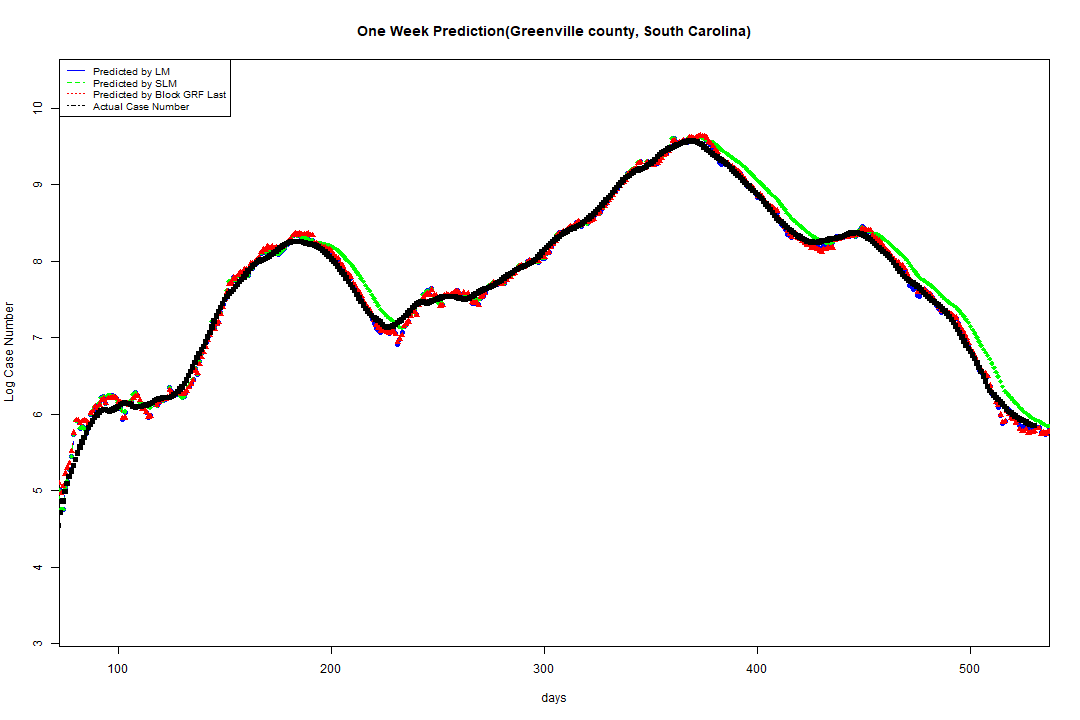 One Week Prediction(Greenville county, South Carolina)
Predicted by LM
Predicted by SLM
Predicted by Block GRF Last
Actual Case Number
10
9
8
7
6
5
4
3
Log Case Number
100 200 300 400 500
days